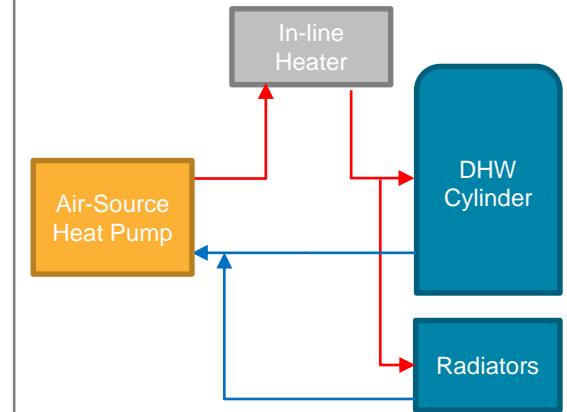 In-line
Heater
Air-Source
Heat Pump
DHW
Cylinder
Radiators